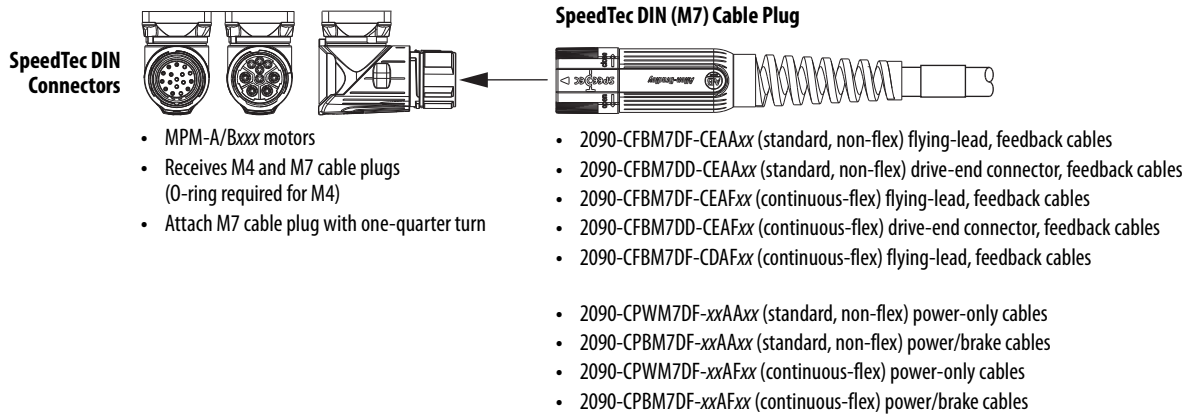 SpeedTec DIN (M7) Cable Plug
SpeedTec DIN
Connectors
Allen-Bradley
AB
• MPM-A/Bxxx motors
• Receives M4 and M7 cable plugs
(O-ring required for M4)
• Attach M7 cable plug with one-quarter turn
• 2090-CFBM7DF-CEAAxx (standard, non-flex) flying-lead, feedback cables
• 2090-CFBM7DD-CEAAxx (standard, non-flex) drive-end connector, feedback cables
• 2090-CFBM7DF-CEAFxx (continuous-flex) flying-lead, feedback cables
• 2090-CFBM7DD-CEAFxx (continuous-flex) drive-end connector, feedback cables
• 2090-CFBM7DF-CDAFxx (continuous-flex) flying-lead, feedback cables
• 2090-CPWM7DF-xxAAxx (standard, non-flex) power-only cables
• 2090-CPBM7DF-xxAAxx (standard, non-flex) power/brake cables
• 2090-CPWM7DF-xxAFxx (continuous-flex) power-only cables
• 2090-CPBM7DF-xxAFxx (continuous-flex) power/brake cables